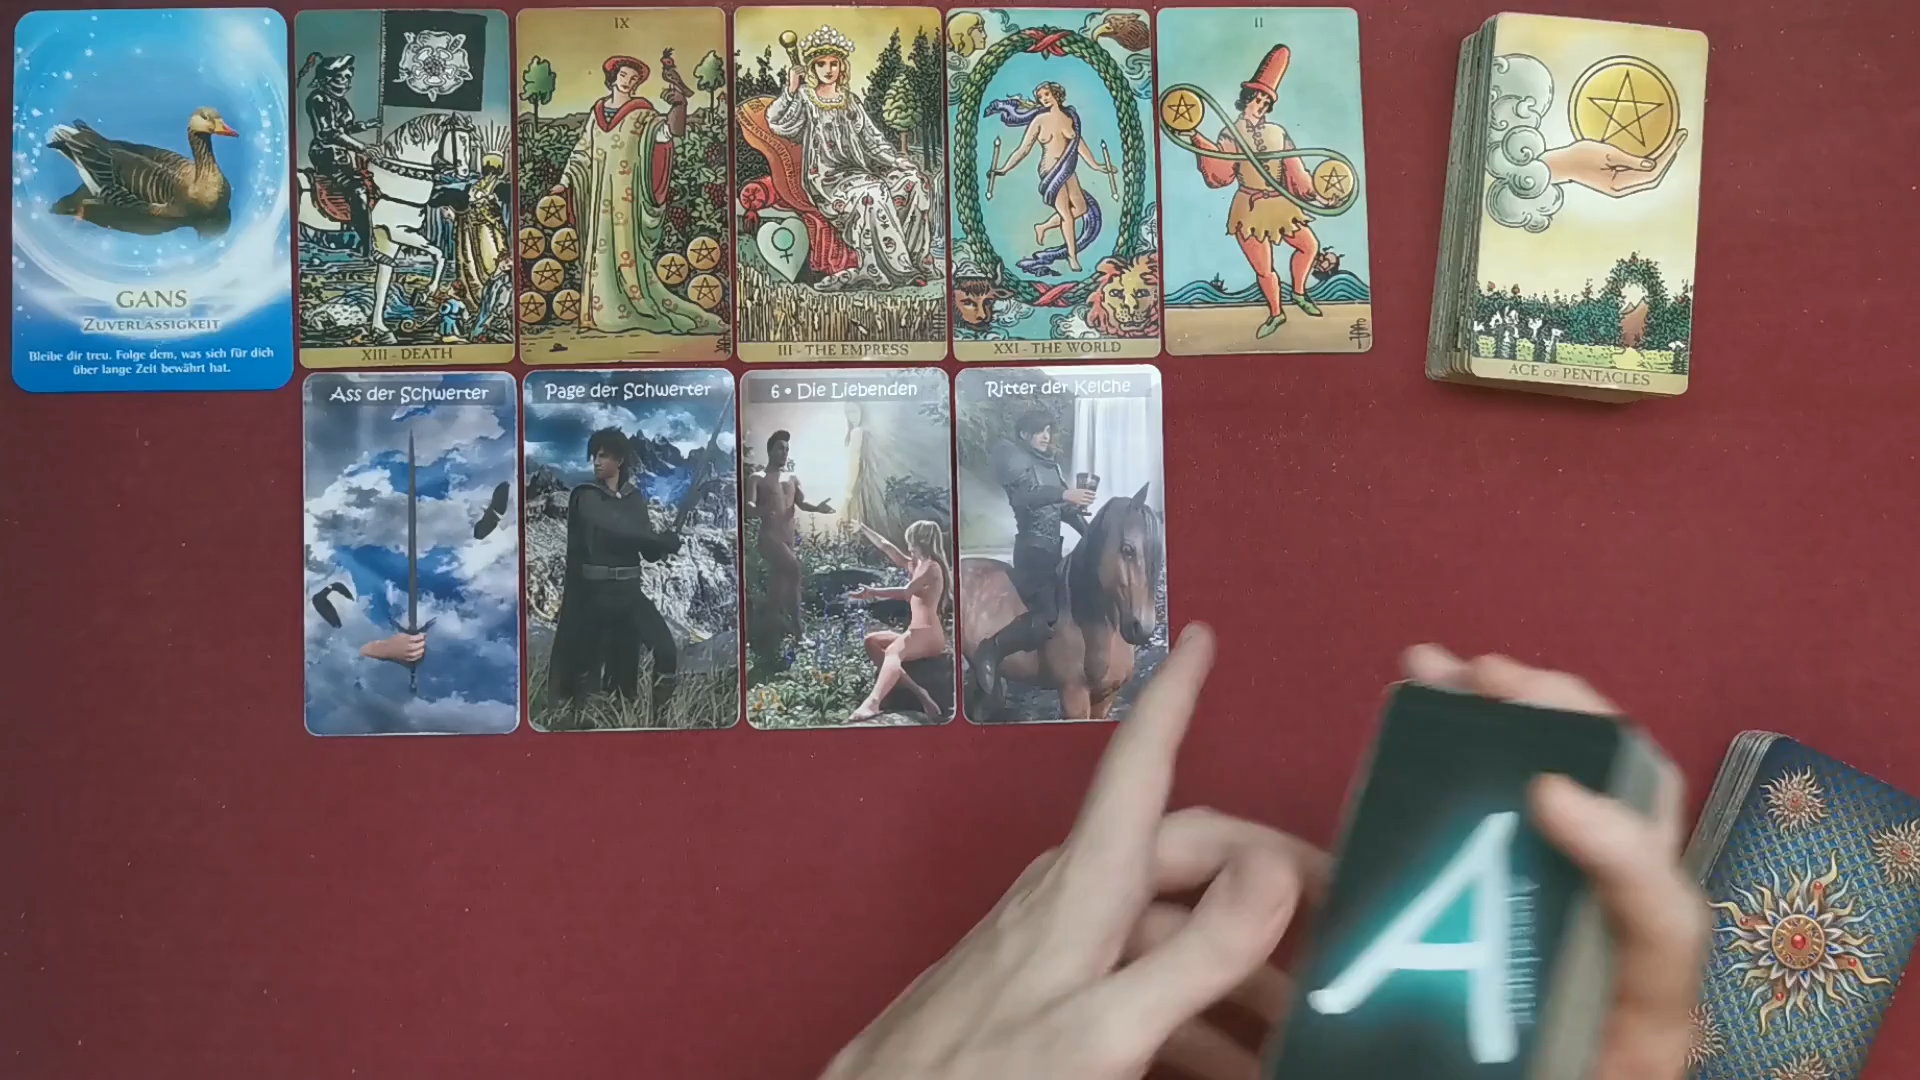 GANS
ZUVERLÄSSIGKEIT
Bleibe dir treu. Folge dem, was sich für dich
über lange Zeit bewährt hat.
XIII - DEATH
IX
III - THE EMPRESS
XXI - THE WORLD
II
ACE OF PENTACLES
Ass der Schwerter
Page der Schwerter
6 • Die Liebenden
Ritter der Kelche
A